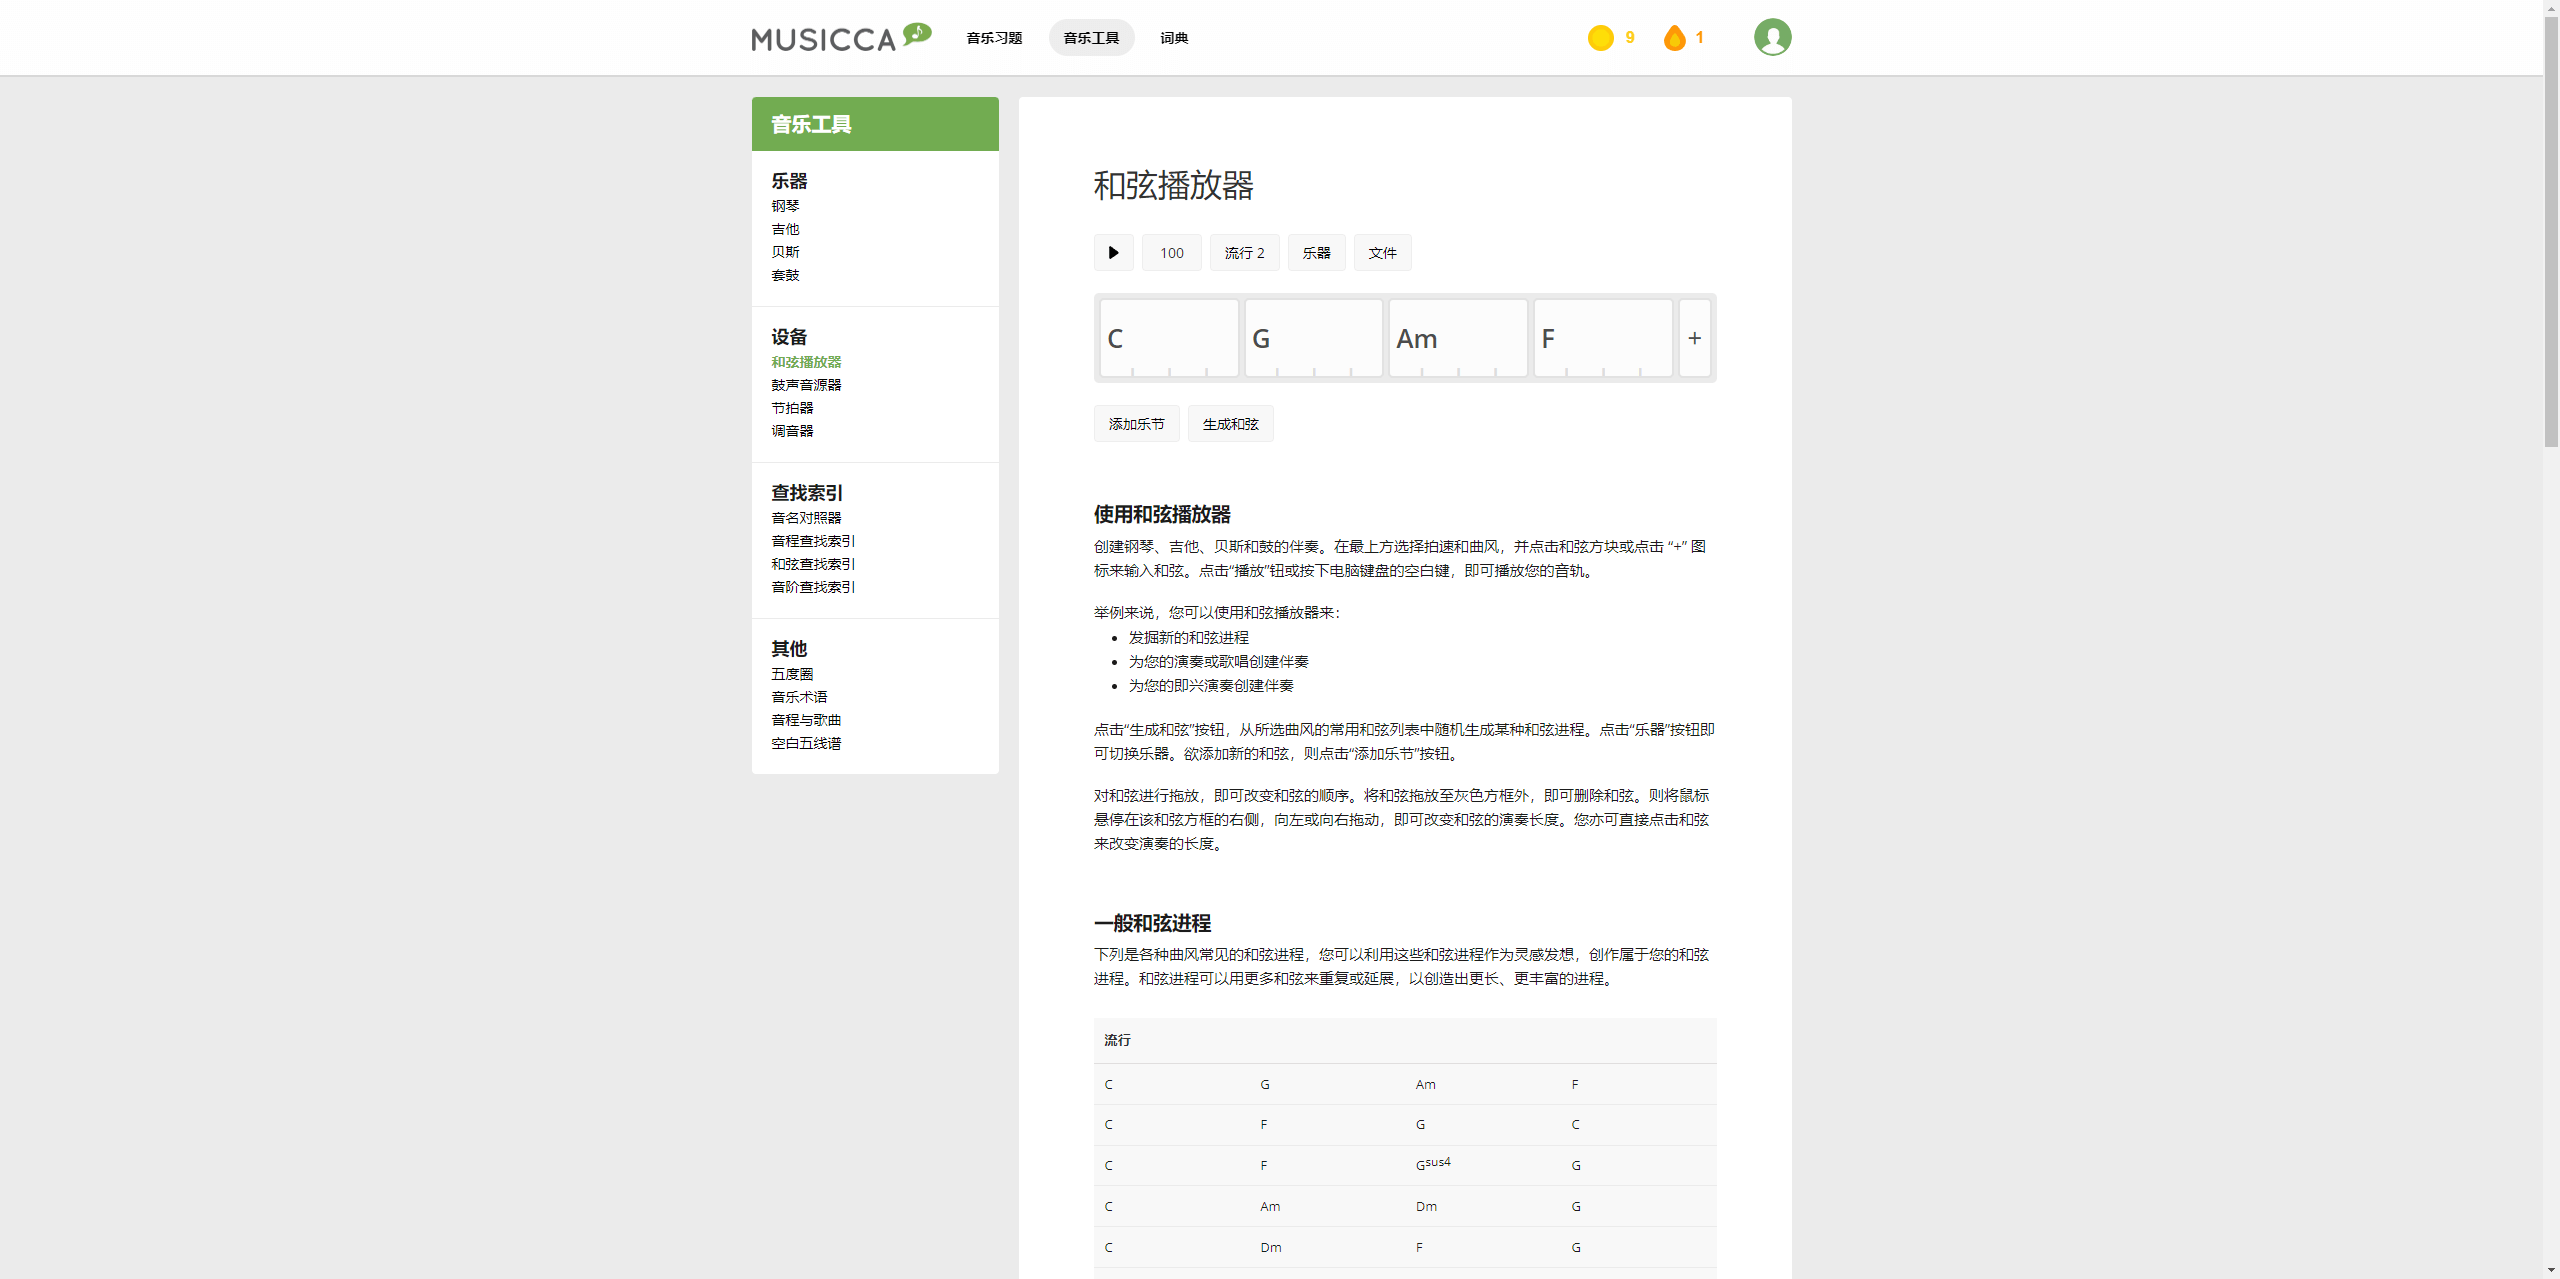 MUSICCA
音乐习题
音乐工具
词典
9
1
音乐工具
乐器
钢琴
吉他
贝斯
套鼓
设备
和弦播放器
鼓声音源器
节拍器
调音器
查找索引
音名对照器
音程查找索引
和弦查找索引
音阶查找索引
其他
五度圈
音乐术语
音程与歌曲
空白五线谱
和弦播放器
100
流行 2
乐器
文件
C
G
Am
F
+
添加乐节
生成和弦
使用和弦播放器
创建钢琴、吉他、贝斯和鼓的伴奏。在最上方选择拍速和曲风，并点击和弦方块或点击 “+” 图
标来输入和弦。点击“播放”钮或按下电脑键盘的空白键，即可播放您的音轨。
举例来说，您可以使用和弦播放器来：
• 发掘新的和弦进程
• 为您的演奏或歌唱创建伴奏
• 为您的即兴演奏创建伴奏
点击“生成和弦”按钮，从所选曲风的常用和弦列表中随机生成某种和弦进程。点击“乐器”按钮即
可切换乐器。欲添加新的和弦，则点击“添加乐节”按钮。
对和弦进行拖放，即可改变和弦的顺序。将和弦拖放至灰色方框外，即可删除和弦。则将鼠标
悬停在该和弦方框的右侧，向左或向右拖动，即可改变和弦的演奏长度。您亦可直接点击和弦
来改变演奏的长度。
一般和弦进程
下列是各种曲风常见的和弦进程，您可以利用这些和弦进程作为灵感发想，创作属于您的和弦
进程。和弦进程可以用更多和弦来重复或延展，以创造出更长、更丰富的进程。
流行
C G Am F
C F G C
C F Gsus4 G
C Am Dm G
C Dm F G